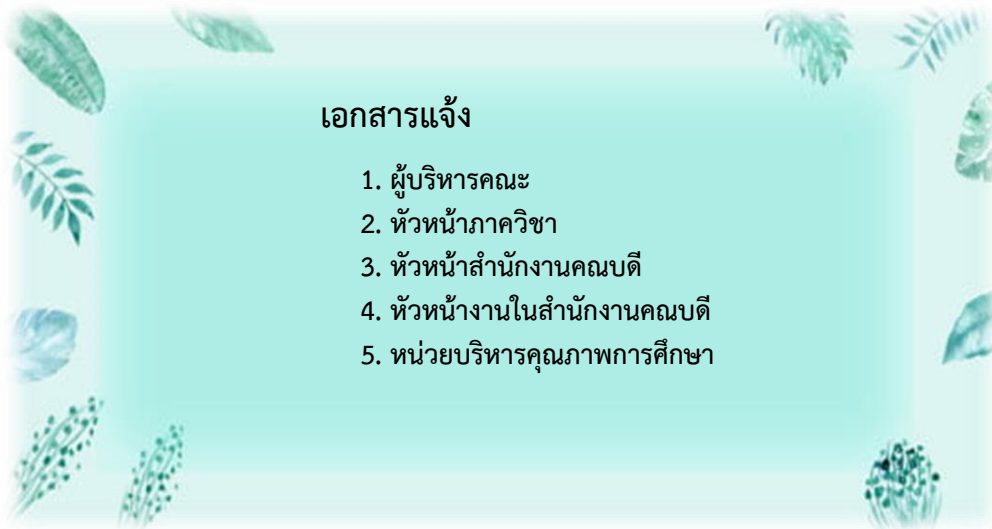 เอกสารแจ้ง
1. ผู้บริหารคณะ
2. หัวหน้าภาควิชา
3. หัวหน้าสำนักงานคณบดี
4. หัวหน้างานในสำนักงานคณบดี
5. หน่วยบริหารคุณภาพการศึกษา